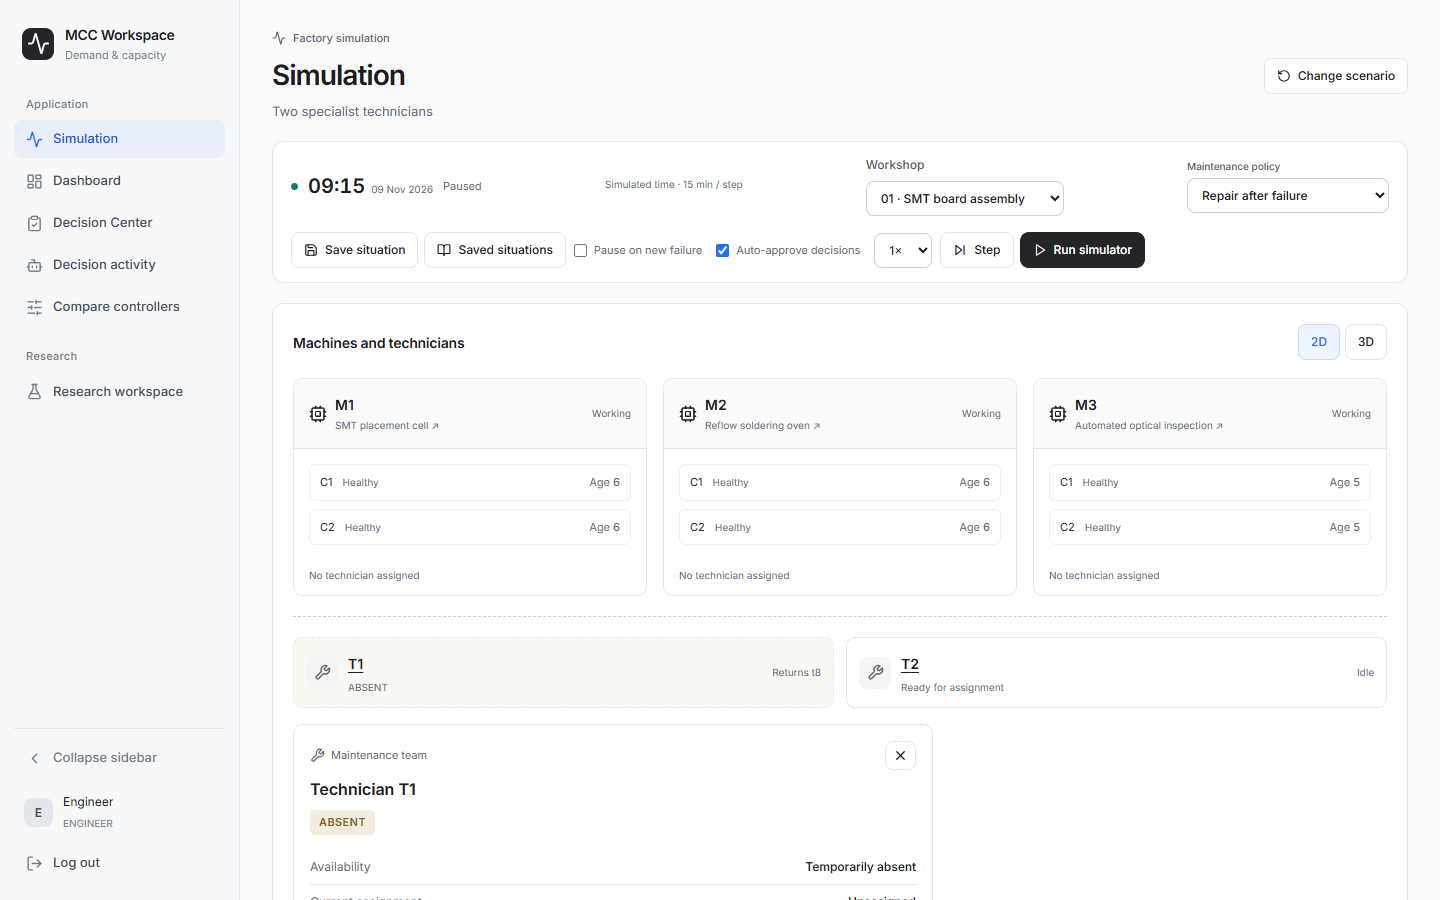 MCC Workspace
Demand & capacity
Application
Simulation
Dashboard
Decision Center
Decision activity
Compare controllers
Research
Research workspace
Collapse sidebar
E
Engineer
ENGINEER
Log out
Factory simulation
Simulation
Change scenario
Two specialist technicians
09:15 09 Nov 2026 Paused
Simulated time · 15 min / step
Workshop
01 · SMT board assembly
Maintenance policy
Repair after failure
Save situation
Saved situations
Pause on new failure
Auto-approve decisions
1×
Step
Run simulator
Machines and technicians
2D
3D
M1
SMT placement cell ↗
Working
C1 Healthy Age 6
C2 Healthy Age 6
No technician assigned
M2
Reflow soldering oven ↗
Working
C1 Healthy Age 6
C2 Healthy Age 6
No technician assigned
M3
Automated optical inspection ↗
Working
C1 Healthy Age 5
C2 Healthy Age 5
No technician assigned
T1
ABSENT
Returns t8
T2
Ready for assignment
Idle
Maintenance team
Technician T1
ABSENT
Availability Temporarily absent
Current assignment Unassigned